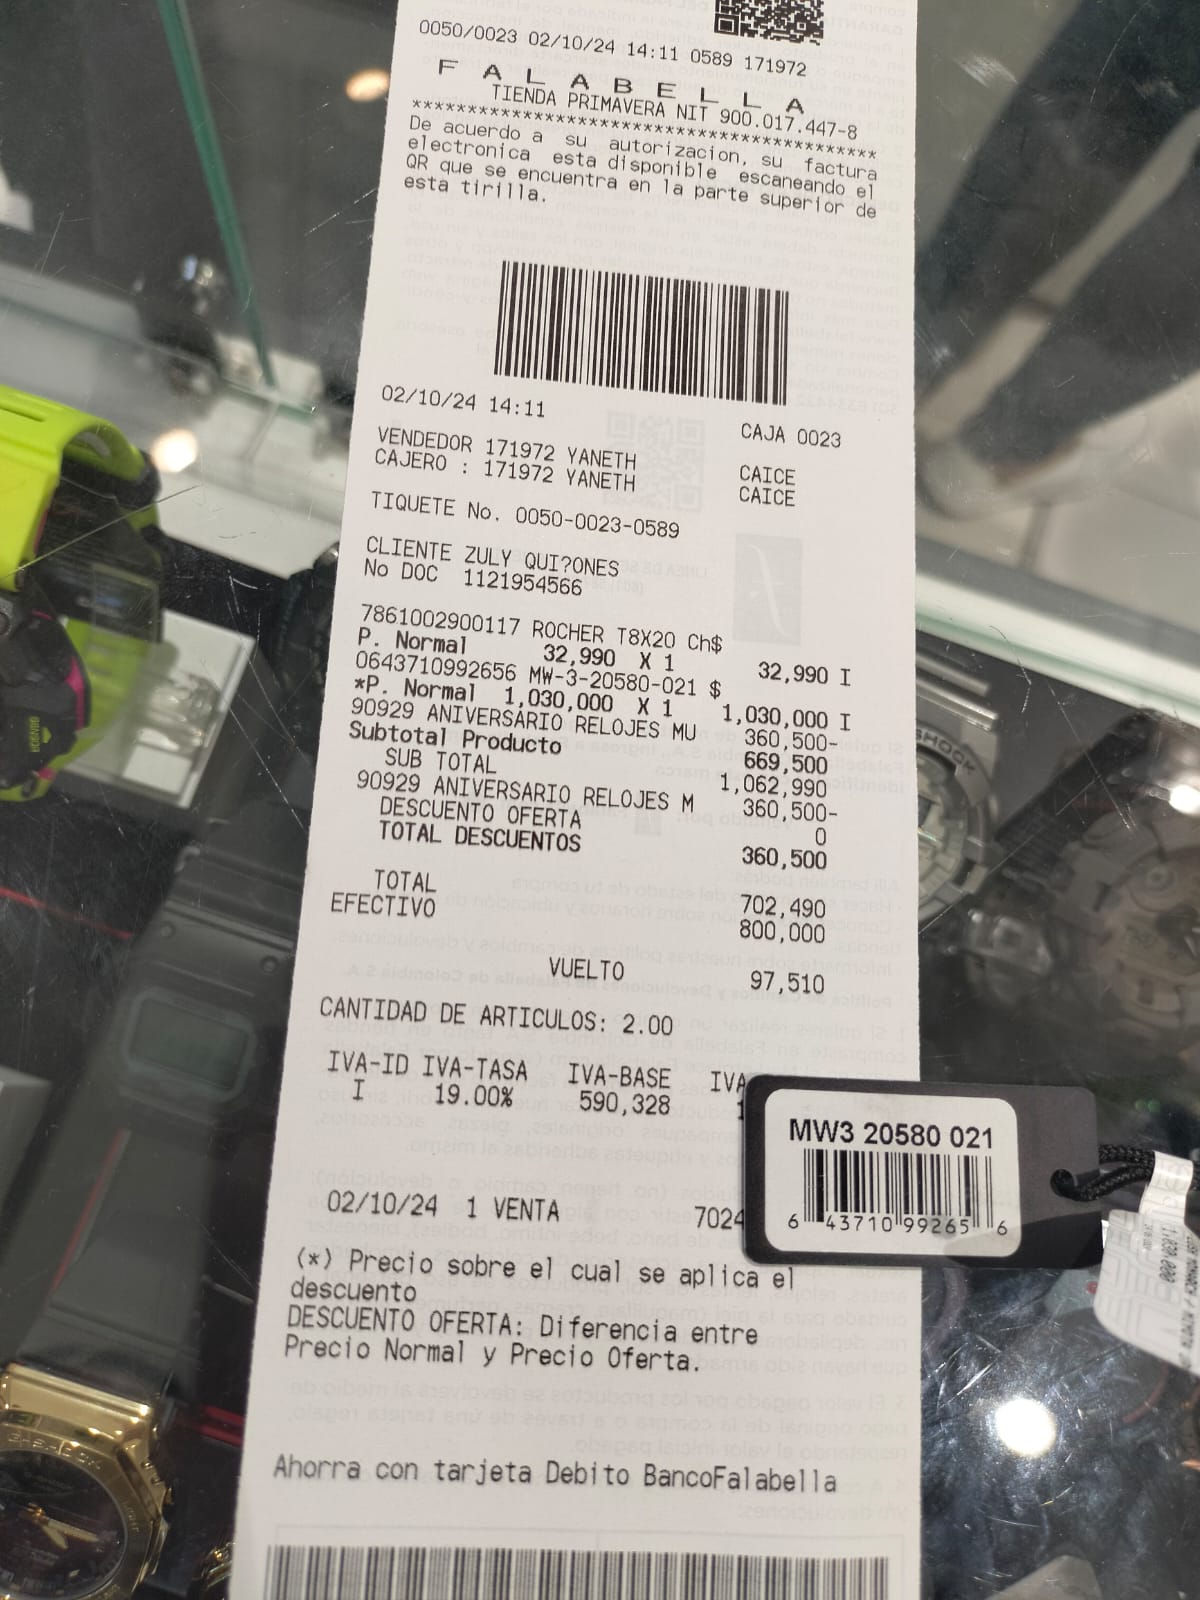 0050/0023 02/10/24 14:11 0589 171972
F A L A B E L L A
TIENDA PRIMAVERA NIT 900.017.447-8
******************************************
De acuerdo a su autorizacion, su factura
electronica esta disponible escaneando el
QR que se encuentra en la parte superior de
esta tirilla.
02/10/24 14:11 CAJA 0023
VENDEDOR 171972 YANETH CAICE
CAJERO : 171972 YANETH CAICE
TIQUETE No. 0050-0023-0589
CLIENTE ZULY QUI?ONES
No DOC 1121954566
7861002900117 ROCHER T8X20 Ch$
P. Normal 32,990 X 1 32,990 I
0643710992656 MW-3-20580-021 $
*P. Normal 1,030,000 X 1 1,030,000 I
90929 ANIVERSARIO RELOJES MU 360,500-
Subtotal Producto 669,500
SUB TOTAL 1,062,990
90929 ANIVERSARIO RELOJES M 360,500-
DESCUENTO OFERTA 0
TOTAL DESCUENTOS 360,500
TOTAL 702,490
EFECTIVO 800,000
VUELTO 97,510
CANTIDAD DE ARTICULOS: 2.00
IVA-ID IVA-TASA IVA-BASE IVA
I 19.00% 590,328
MW3 20580 021
6 43710 99265 6
02/10/24 1 VENTA 7024
(*) Precio sobre el cual se aplica el
descuento
DESCUENTO OFERTA: Diferencia entre
Precio Normal y Precio Oferta.
Ahorra con tarjeta Debito BancoFalabella